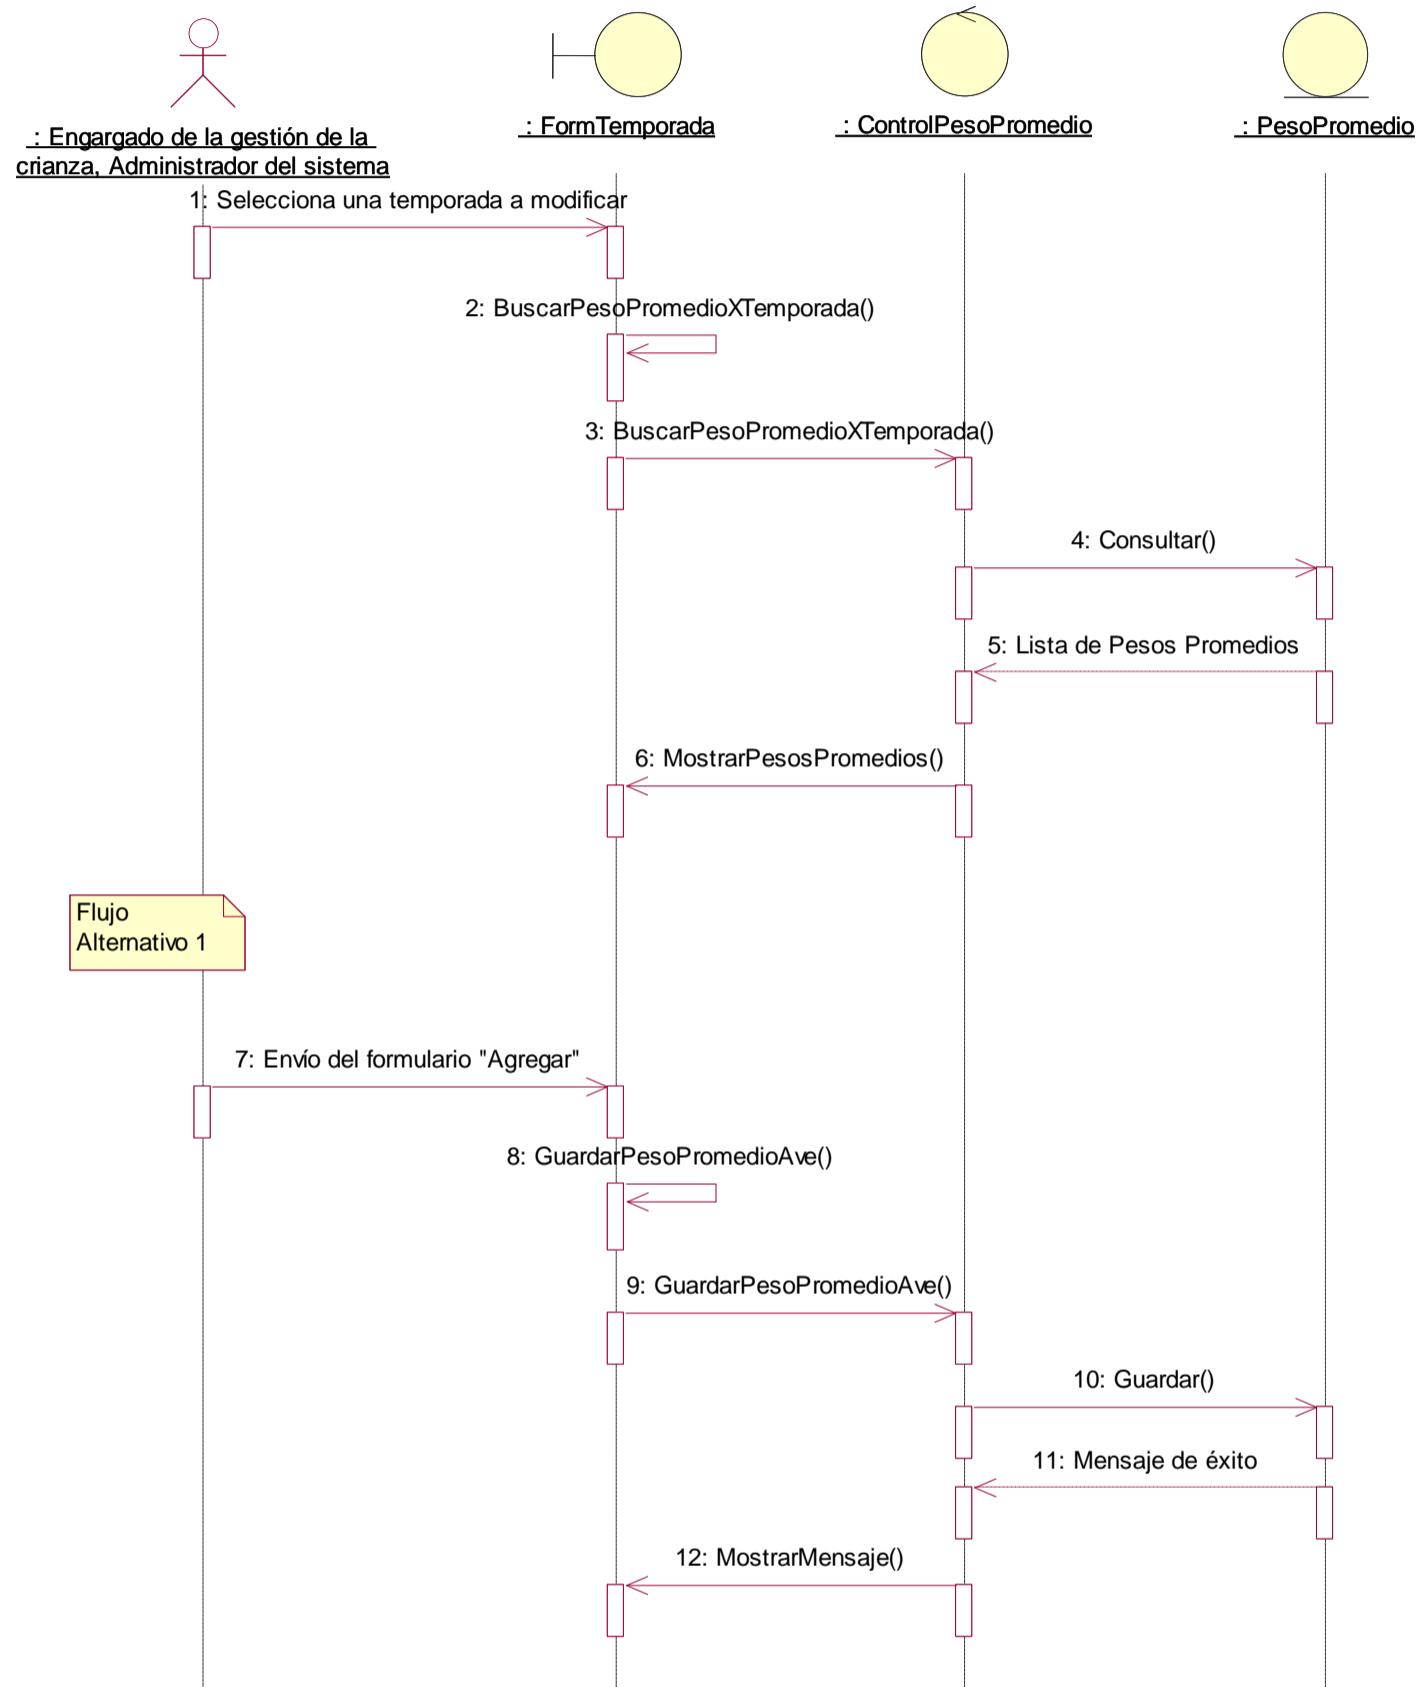 : Engargado de la gestión de la
crianza, Administrador del sistema
: FormTemporada
: ControlPesoPromedio
: PesoPromedio
1: Selecciona una temporada a modificar
2: BuscarPesoPromedioXTemporada()
3: BuscarPesoPromedioXTemporada()
4: Consultar()
5: Lista de Pesos Promedios
6: MostrarPesosPromedios()
Flujo
Alternativo 1
7: Envío del formulario "Agregar"
8: GuardarPesoPromedioAve()
9: GuardarPesoPromedioAve()
10: Guardar()
11: Mensaje de éxito
12: MostrarMensaje()